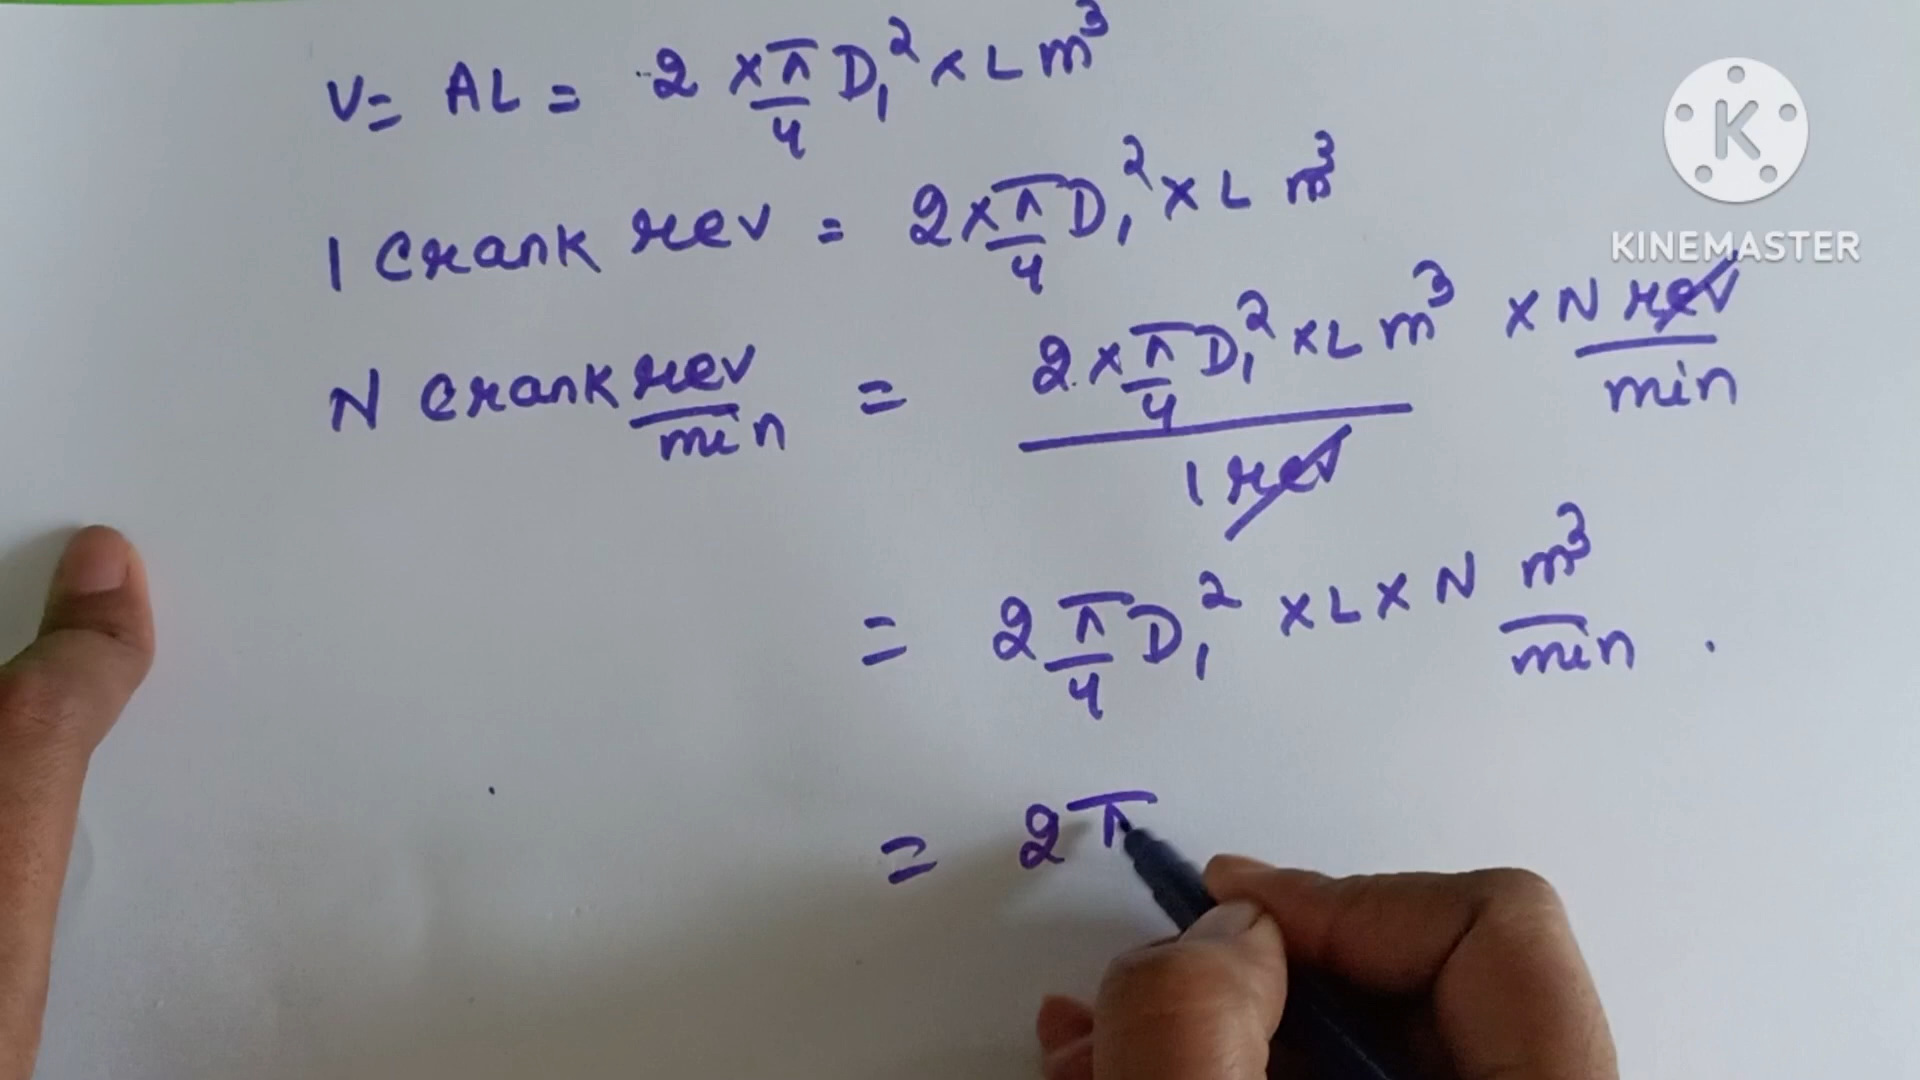 V= AL = 2 × π/4 D₁² × L m³
1 Crank rev = 2 × π/4 D₁² × L m³
N Crank rev/min = 2 × π/4 D₁² × L m³ / 1 rev × N rev/min
= 2 π/4 D₁² × L × N m³/min .
= 2 π
K
KINEMASTER